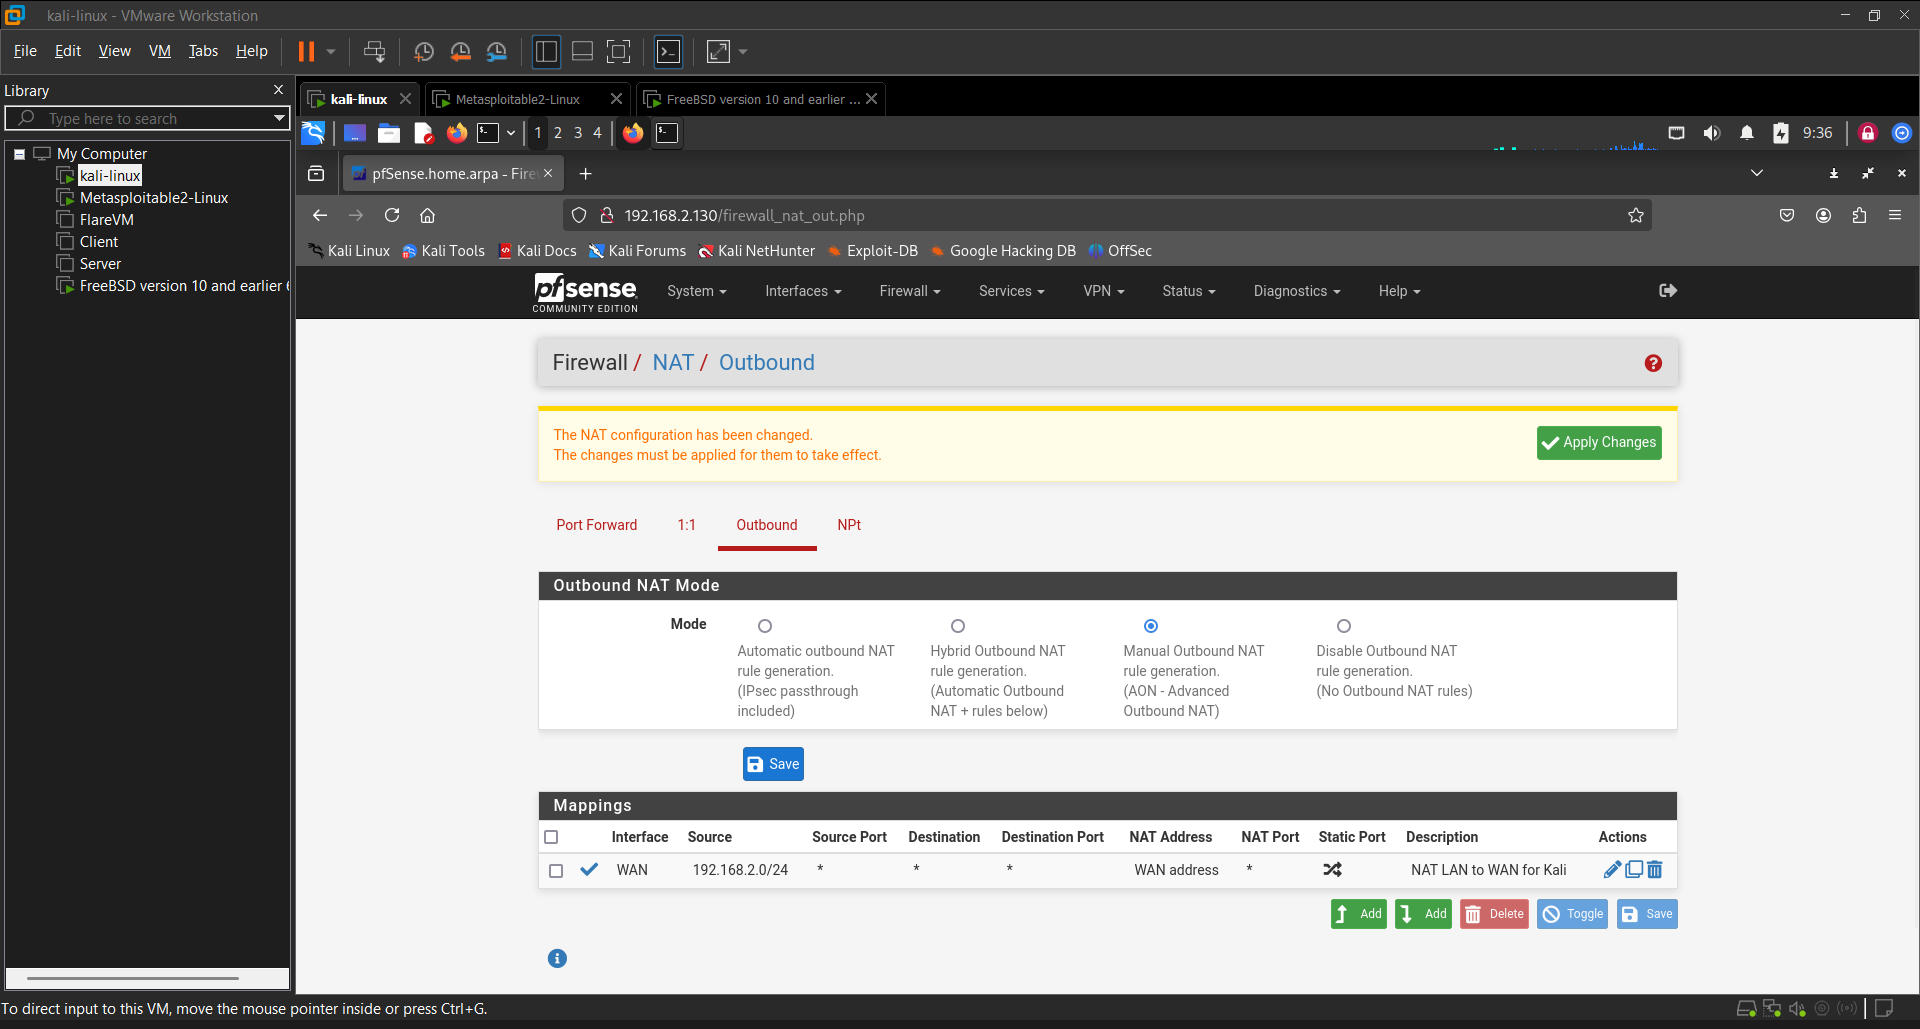 kali-linux - VMware Workstation
File Edit View VM Tabs Help
Library
Type here to search
My Computer
kali-linux
Metasploitable2-Linux
FlareVM
Client
Server
FreeBSD version 10 and earlier 6
kali-linux
Metasploitable2-Linux
FreeBSD version 10 and earlier ...
1 2 3 4
9:36
pfSense.home.arpa - Fire
192.168.2.130/firewall_nat_out.php
Kali Linux Kali Tools Kali Docs Kali Forums Kali NetHunter Exploit-DB Google Hacking DB OffSec
pfsense
COMMUNITY EDITION
System Interfaces Firewall Services VPN Status Diagnostics Help
Firewall / NAT / Outbound
The NAT configuration has been changed.
The changes must be applied for them to take effect.
Apply Changes
Port Forward 1:1 Outbound NPt
Outbound NAT Mode
Mode
Automatic outbound NAT
rule generation.
(IPsec passthrough
included)
Hybrid Outbound NAT
rule generation.
(Automatic Outbound
NAT + rules below)
Manual Outbound NAT
rule generation.
(AON - Advanced
Outbound NAT)
Disable Outbound NAT
rule generation.
(No Outbound NAT rules)
Save
Mappings
Interface Source Source Port Destination Destination Port NAT Address NAT Port Static Port Description Actions
WAN 192.168.2.0/24 * * * WAN address * NAT LAN to WAN for Kali
Add Add Delete Toggle Save
To direct input to this VM, move the mouse pointer inside or press Ctrl+G.